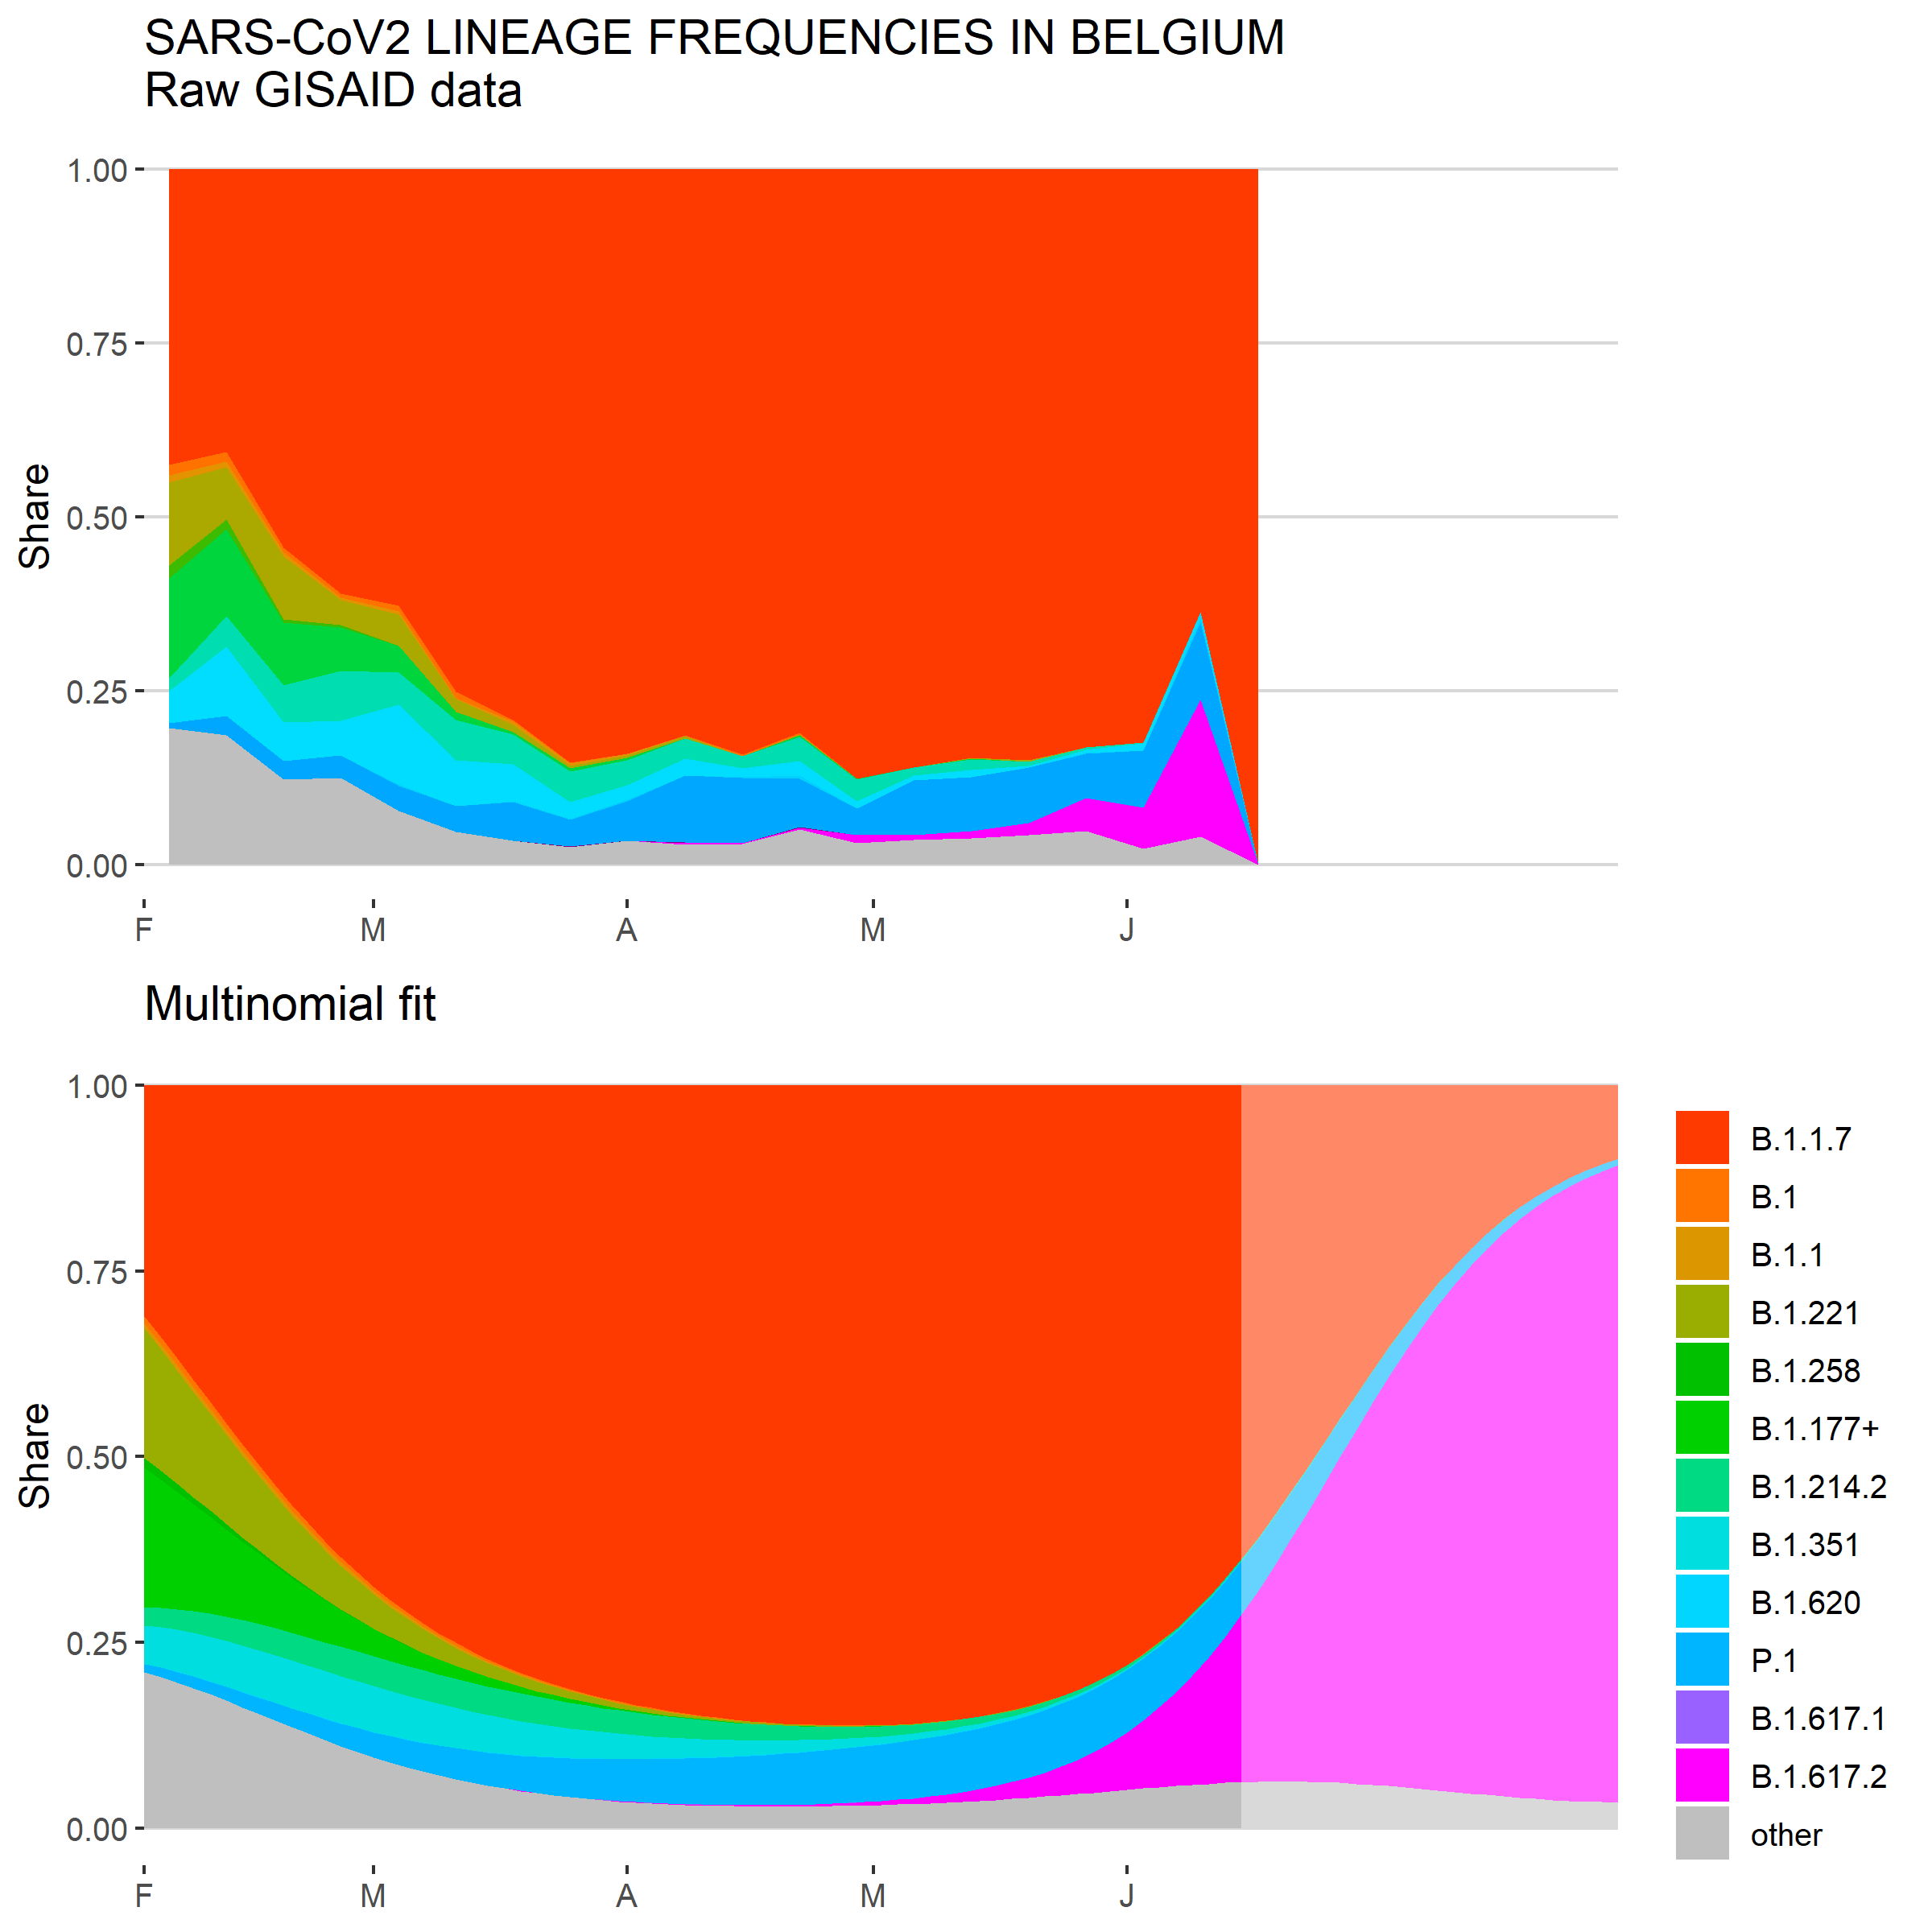 SARS-CoV2 LINEAGE FREQUENCIES IN BELGIUM
Raw GISAID data
1.00
0.75
0.50
0.25
0.00
Share
F M A M J
Multinomial fit
1.00
0.75
0.50
0.25
0.00
Share
F M A M J
B.1.1.7
B.1
B.1.1
B.1.221
B.1.258
B.1.177+
B.1.214.2
B.1.351
B.1.620
P.1
B.1.617.1
B.1.617.2
other